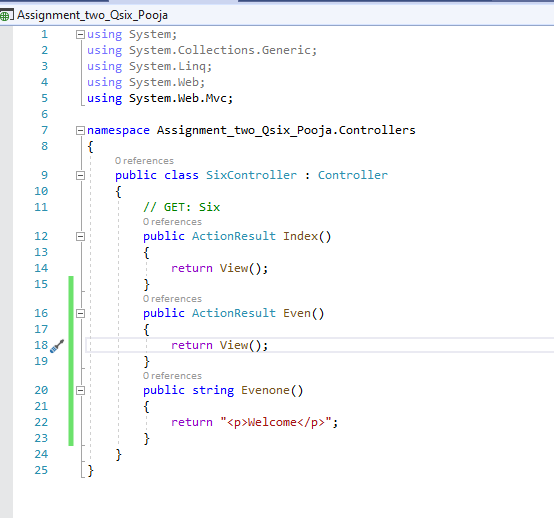 Assignment_two_Qsix_Pooja
1 using System;
2 using System.Collections.Generic;
3 using System.Linq;
4 using System.Web;
5 using System.Web.Mvc;
6
7 namespace Assignment_two_Qsix_Pooja.Controllers
8 {
0 references
9 public class SixController : Controller
10 {
11 // GET: Six
0 references
12 public ActionResult Index()
13 {
14 return View();
15 }
0 references
16 public ActionResult Even()
17 {
18 return View();
19 }
0 references
20 public string Evenone()
21 {
22 return "<p>Welcome</p>";
23 }
24 }
25 }